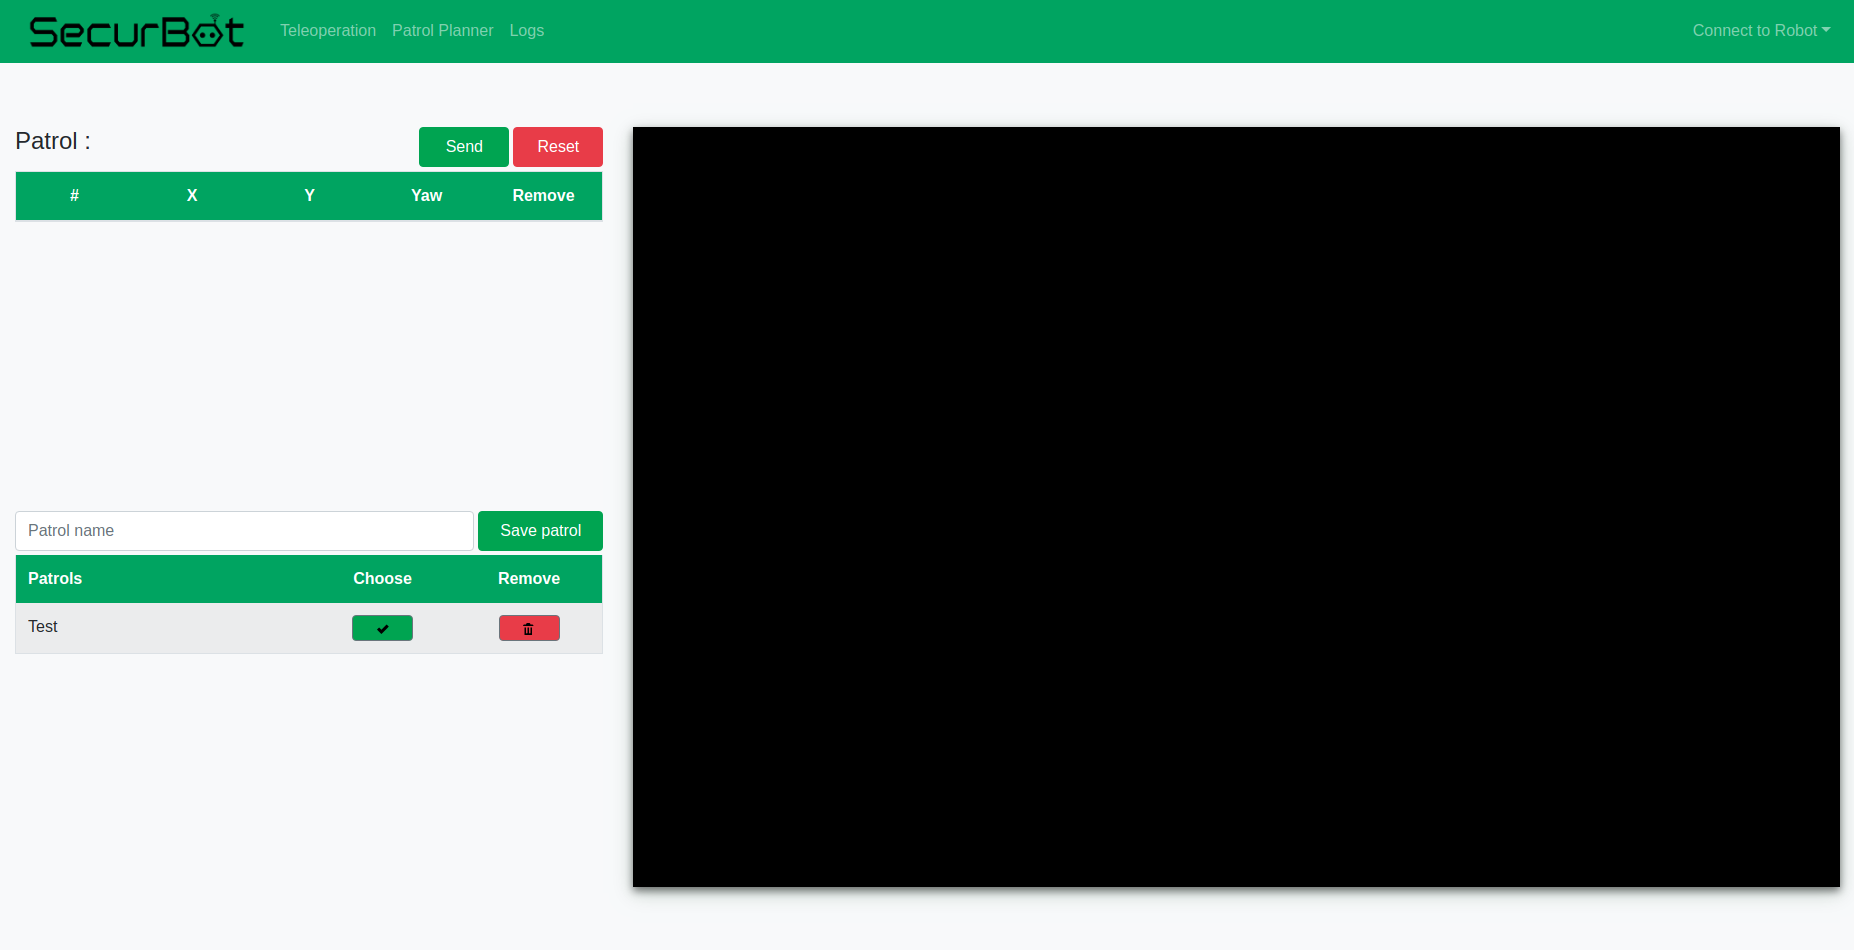 SecurBot
Teleoperation Patrol Planner Logs
Connect to Robot
Patrol :
Send Reset
# X Y Yaw Remove
Patrol name
Save patrol
Patrols Choose Remove
Test